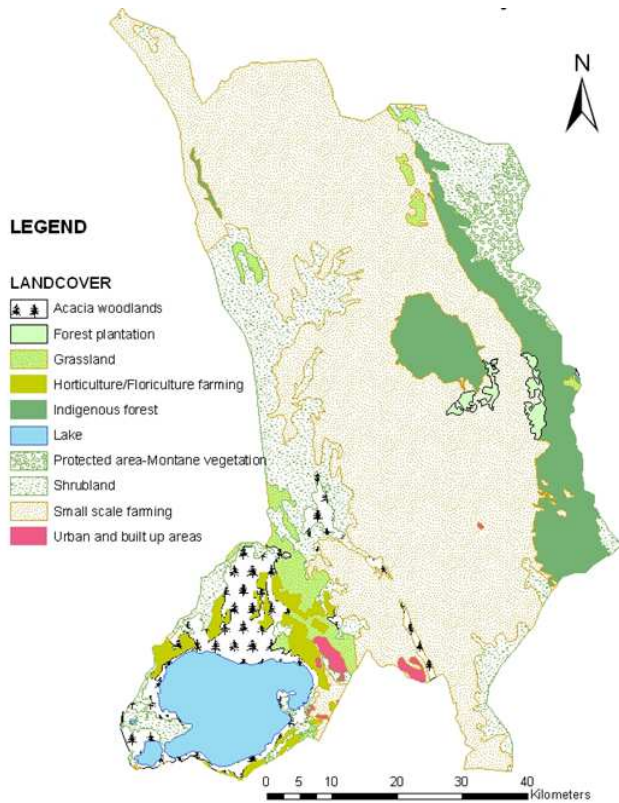 N
LEGEND
LANDCOVER
Acacia woodlands
Forest plantation
Grassland
Horticulture/Floriculture farming
Indigenous forest
Lake
Protected area-Montane vegetation
Shrubland
Small scale farming
Urban and built up areas
0 5 10 20 30 40
Kilometers